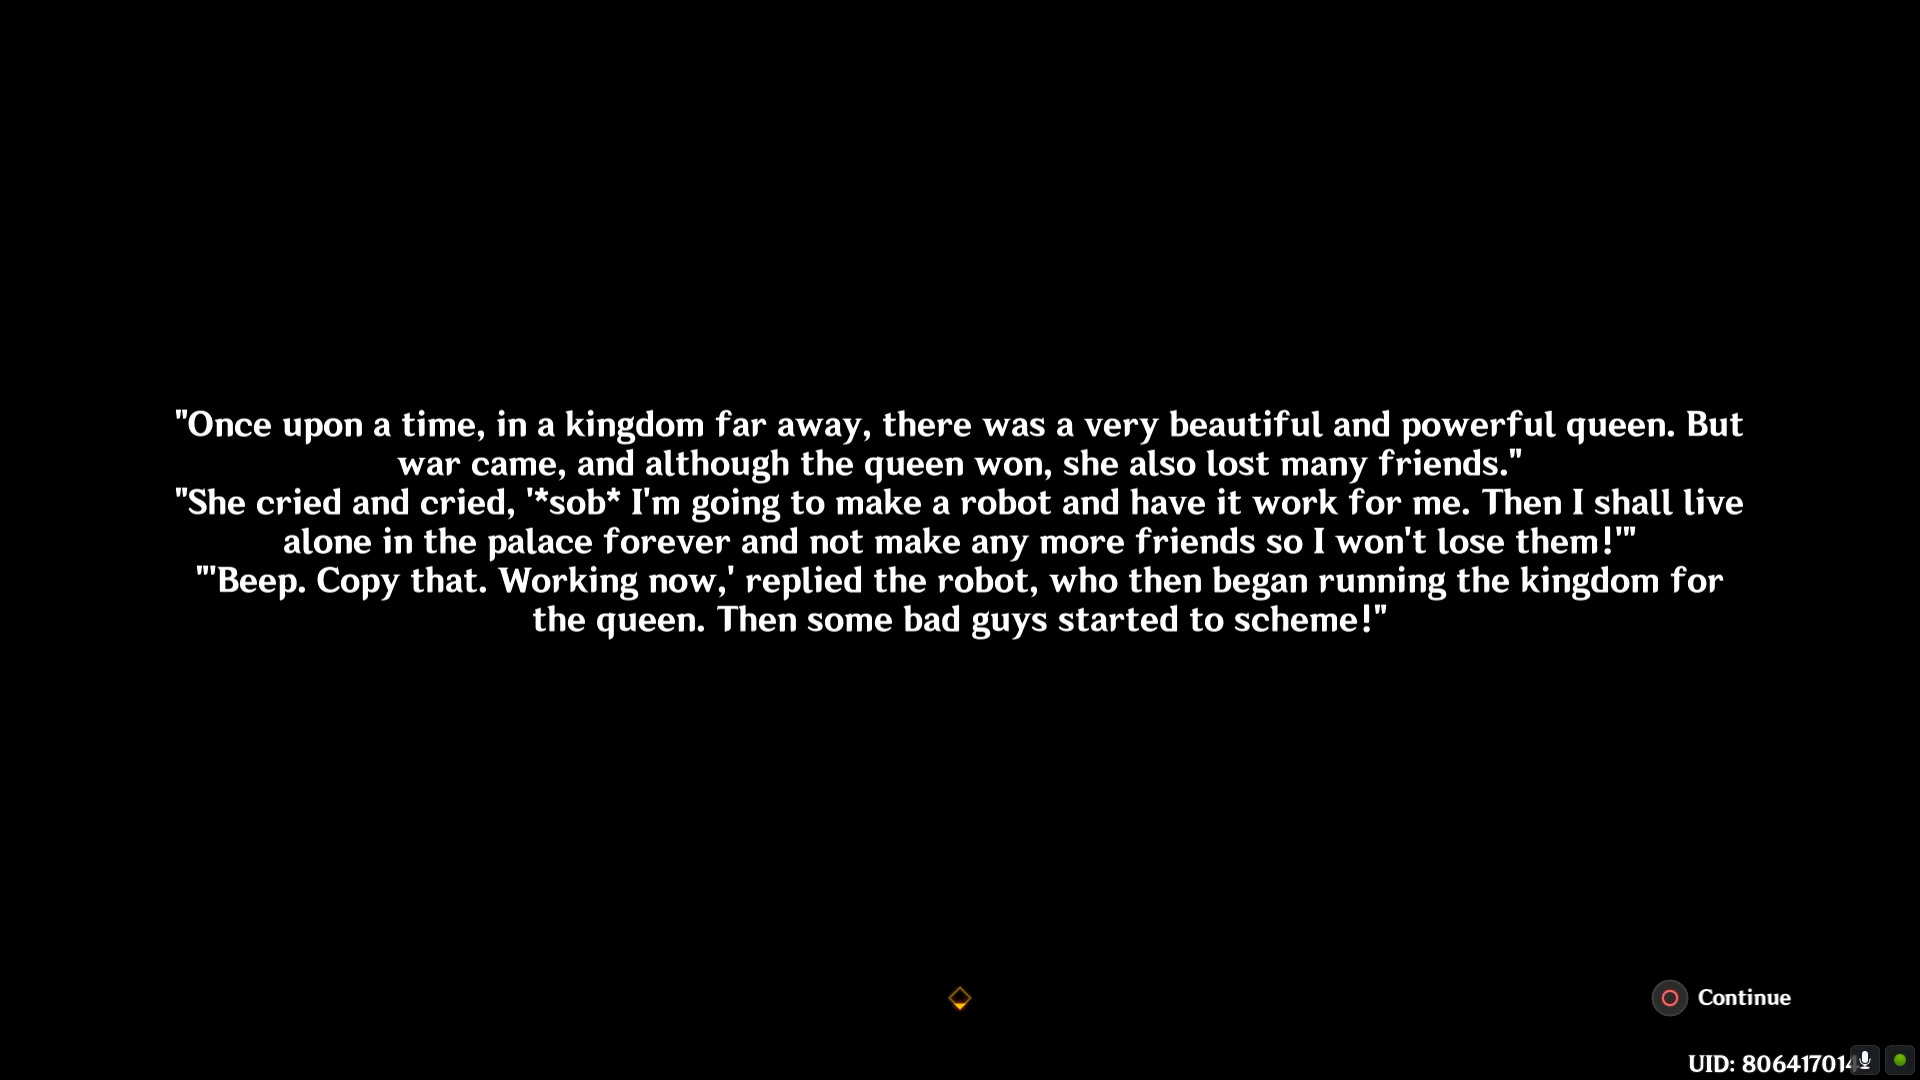 "Once upon a time, in a kingdom far away, there was a very beautiful and powerful queen. But
war came, and although the queen won, she also lost many friends."
"She cried and cried, '*sob* I'm going to make a robot and have it work for me. Then I shall live
alone in the palace forever and not make any more friends so I won't lose them!'"
"'Beep. Copy that. Working now,' replied the robot, who then began running the kingdom for
the queen. Then some bad guys started to scheme!"
Continue
UID: